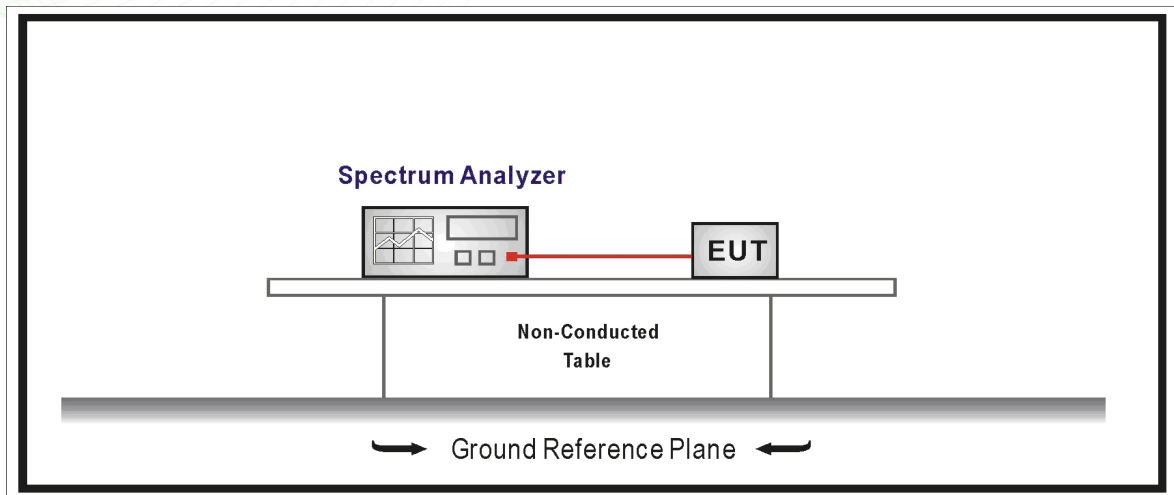 Spectrum Analyzer
EUT
Non-Conducted
Table
Ground Reference Plane